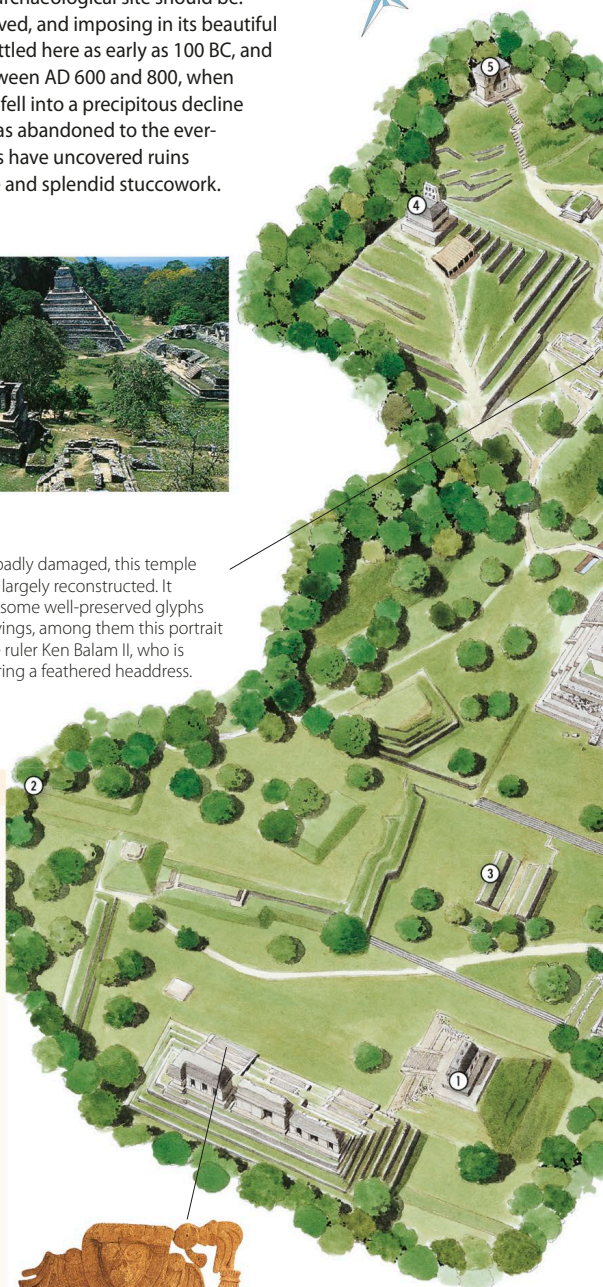 archaeological site should be:
ved, and imposing in its beautiful
ttled here as early as 100 BC, and
ween AD 600 and 800, when
fell into a precipitous decline
as abandoned to the ever-
s have uncovered ruins
e and splendid stuccowork.
5
4
badly damaged, this temple
largely reconstructed. It
some well-preserved glyphs
vings, among them this portrait
e ruler Ken Balam II, who is
ring a feathered headdress.
2
3
1